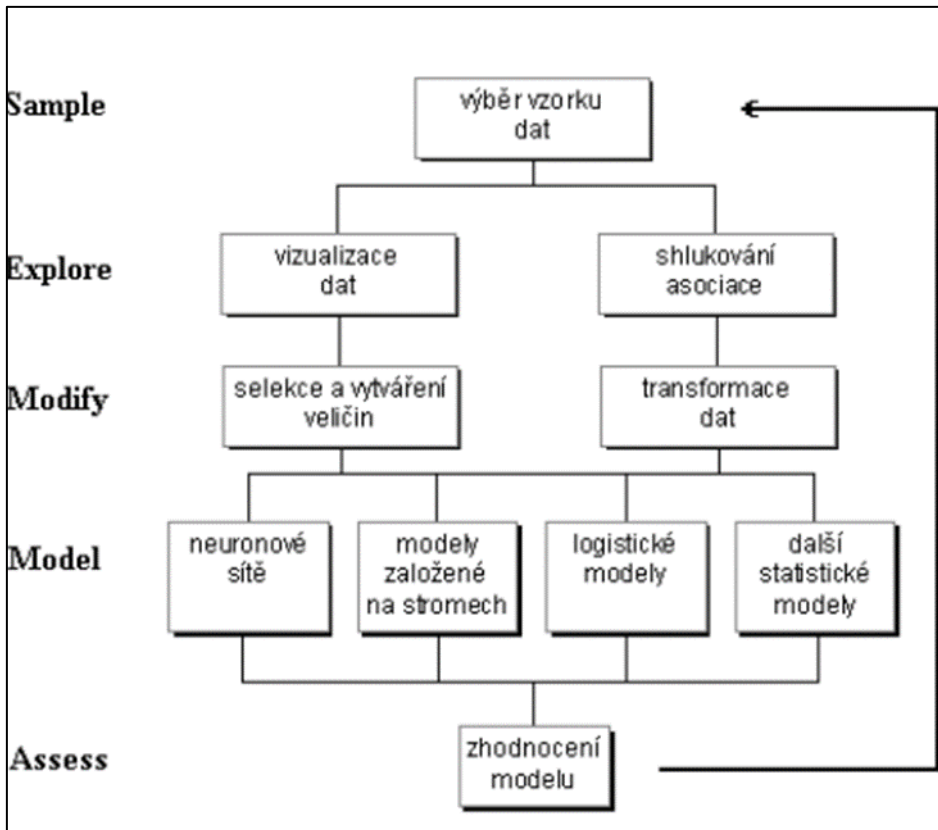 Sample
výběr vzorku
dat
Explore
vizualizace
dat
shlukování
asociace
Modify
selekce a vytváření
veličin
transformace
dat
Model
neuronové
sítě
modely
založené
na stromech
logistické
modely
další
statistické
modely
Assess
zhodnocení
modelu